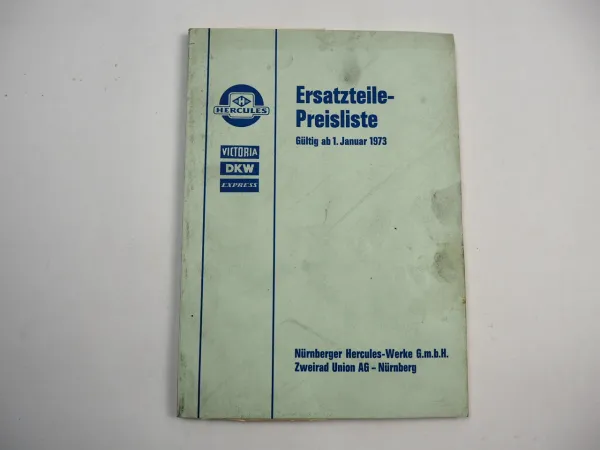 HERCULES
VICTORIA
DKW
EXPRESS
Ersatzteile-
Preisliste
Gültig ab 1. Januar 1973
Nürnberger Hercules-Werke G.m.b.H.
Zweirad Union AG - Nürnberg